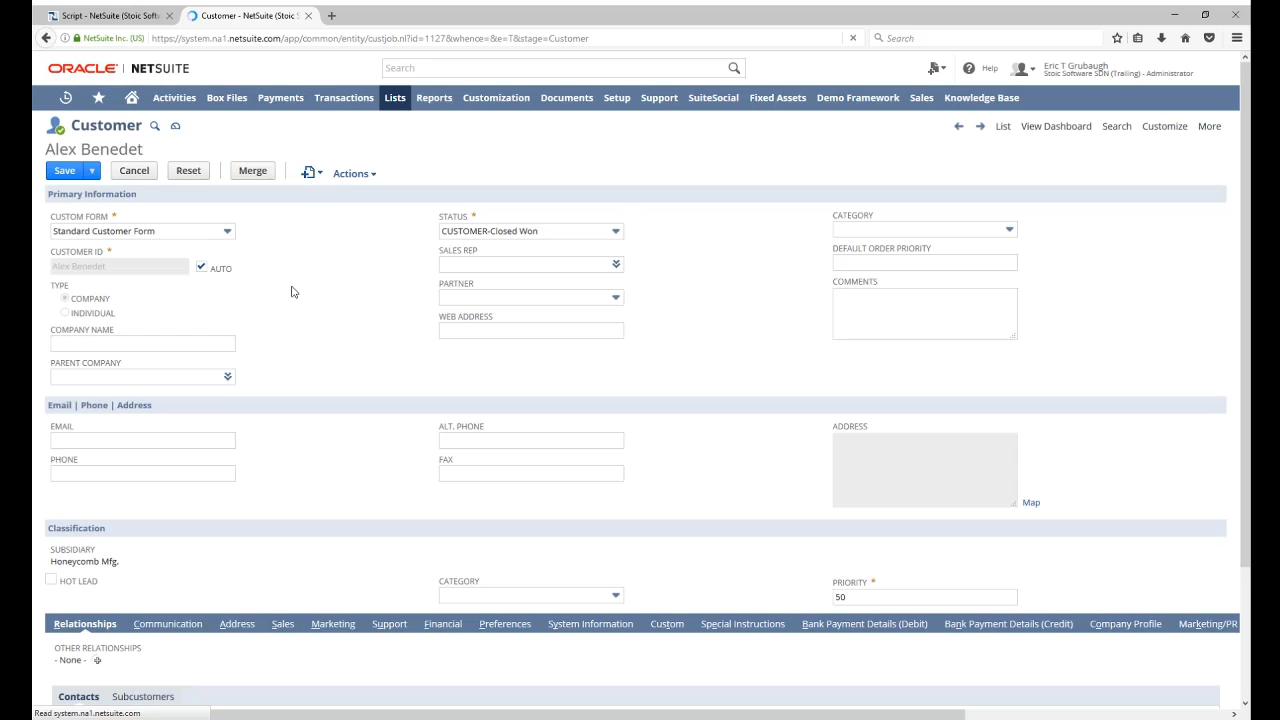 Script - NetSuite (Stoic Softw
Customer - NetSuite (Stoic S
NetSuite Inc. (US)
https://system.na1.netsuite.com/app/common/entity/custjob.nl?id=1127&whence=&e=T&stage=Customer
Search
ORACLE | NETSUITE
Search
Help
Eric T Grubaugh
Stoic Software SDN (Trailing) - Administrator
Activities Box Files Payments Transactions Lists Reports Customization Documents Setup Support SuiteSocial Fixed Assets Demo Framework Sales Knowledge Base
Customer
List View Dashboard Search Customize More
Alex Benedet
Save Cancel Reset Merge Actions
Primary Information
CUSTOM FORM *
Standard Customer Form
CUSTOMER ID *
Alex Benedet
AUTO
TYPE
COMPANY
INDIVIDUAL
COMPANY NAME
PARENT COMPANY
STATUS *
CUSTOMER-Closed Won
SALES REP
PARTNER
WEB ADDRESS
CATEGORY
DEFAULT ORDER PRIORITY
COMMENTS
Email | Phone | Address
EMAIL
PHONE
ALT. PHONE
FAX
ADDRESS
Map
Classification
SUBSIDIARY
Honeycomb Mfg.
HOT LEAD
CATEGORY
PRIORITY *
50
Relationships Communication Address Sales Marketing Support Financial Preferences System Information Custom Special Instructions Bank Payment Details (Debit) Bank Payment Details (Credit) Company Profile Marketing/PR
OTHER RELATIONSHIPS
- None -
Contacts Subcustomers
Read system.na1.netsuite.com